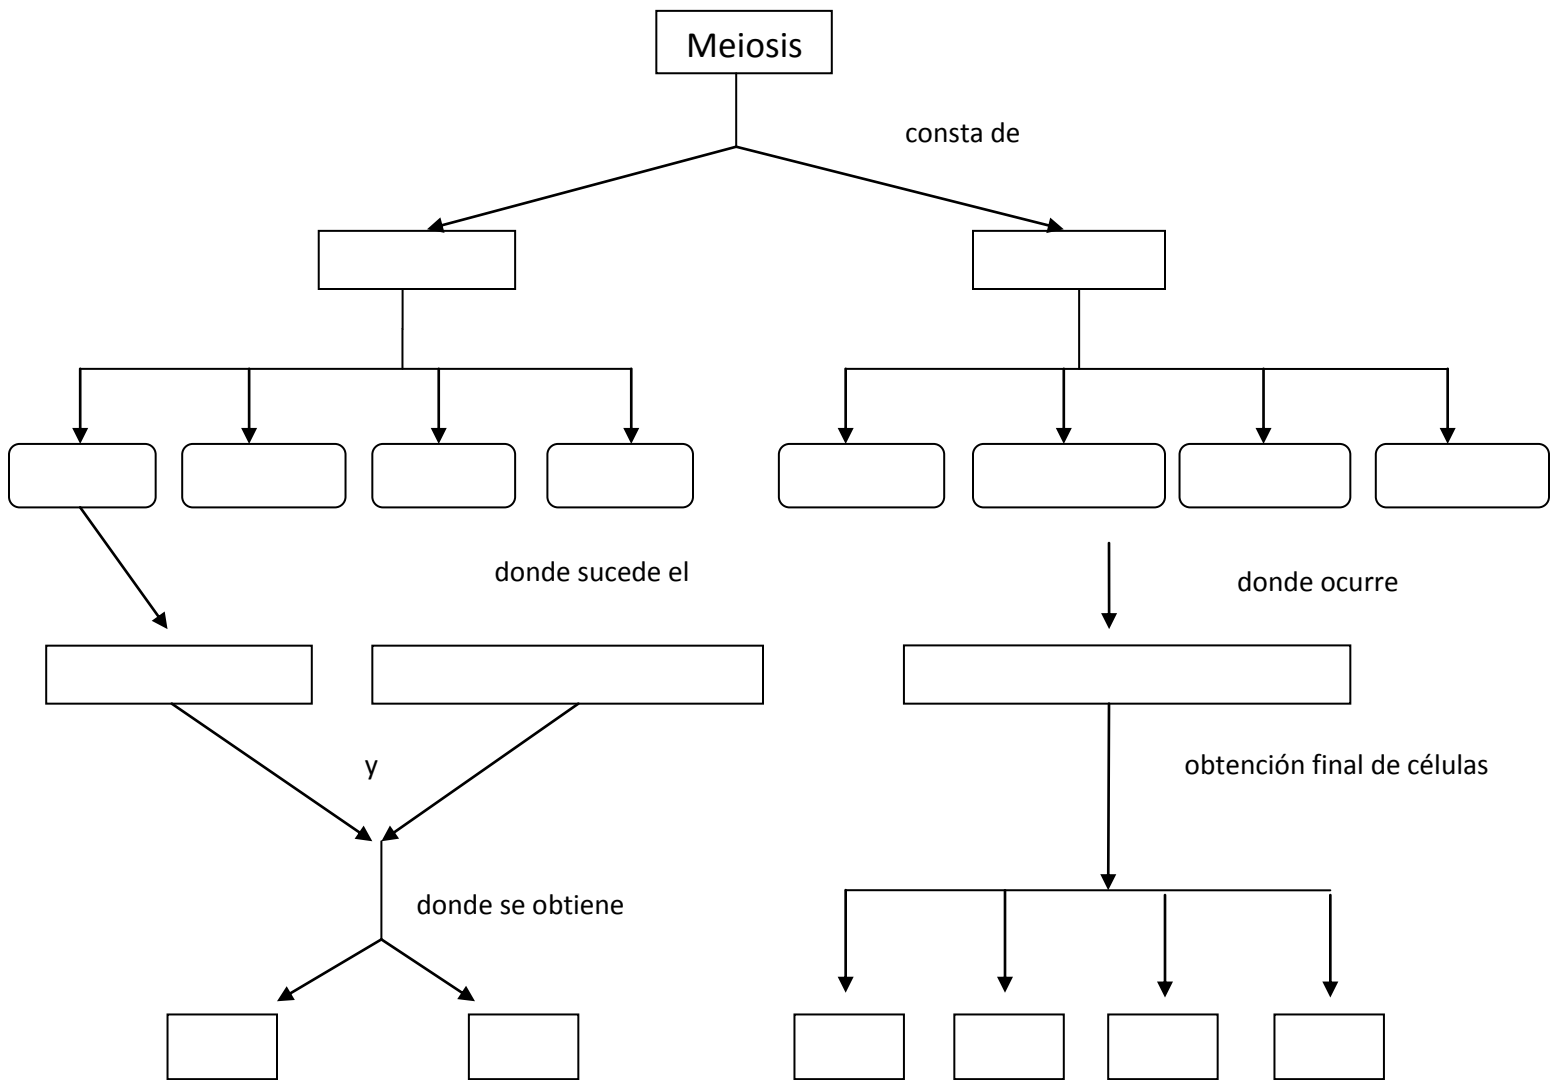 Meiosis
consta de
donde sucede el
donde ocurre
y
obtención final de células
donde se obtiene